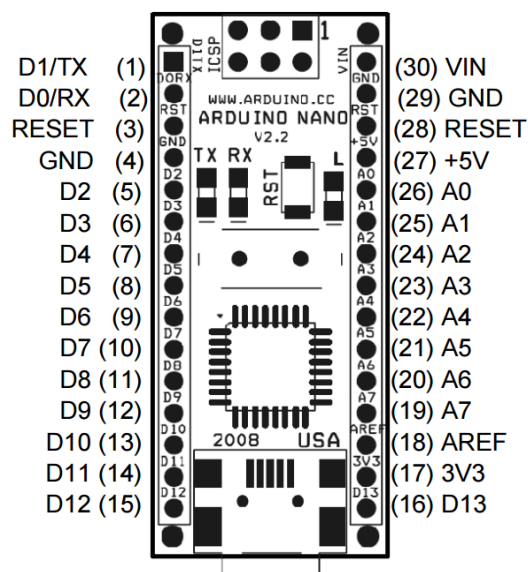 D1/TX (1)
D0/RX (2)
RESET (3)
GND (4)
D2 (5)
D3 (6)
D4 (7)
D5 (8)
D6 (9)
D7 (10)
D8 (11)
D9 (12)
D10 (13)
D11 (14)
D12 (15)
D1TX
ICSP
1
VIN
DORX
RST
GND
D2
D3
D4
D5
D6
D7
D8
D9
D10
D11
D12
WWW.ARDUINO.CC
ARDUINO NANO
V2.2
TX RX
RST
L
2008 USA
GND
RST
+5V
A0
A1
A2
A3
A4
A5
A6
A7
AREF
3V3
D13
(30) VIN
(29) GND
(28) RESET
(27) +5V
(26) A0
(25) A1
(24) A2
(23) A3
(22) A4
(21) A5
(20) A6
(19) A7
(18) AREF
(17) 3V3
(16) D13